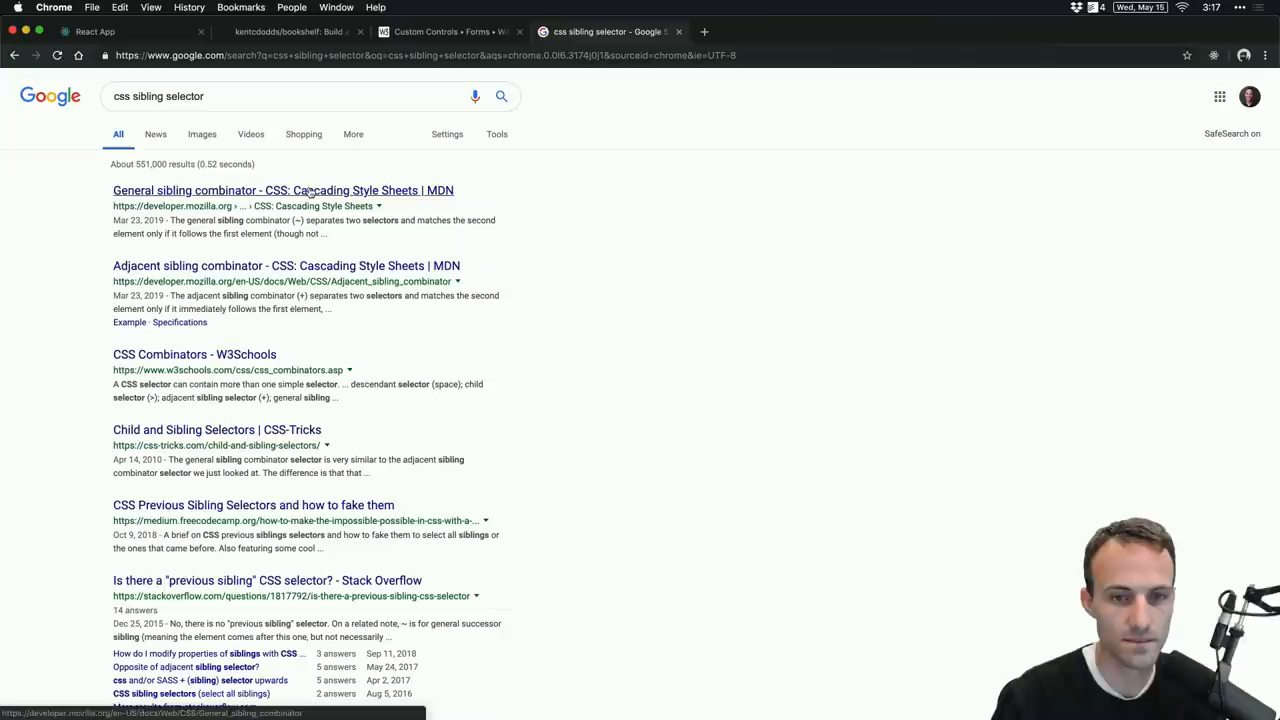 Chrome File Edit View History Bookmarks People Window Help
4 Wed, May 15 3:17
React App
kentcdodds/bookshelf: Build
Custom Controls • Forms • W
css sibling selector - Google S
https://www.google.com/search?q=css+sibling+selector&oq=css+sibling+selector&aqs=chrome.0.0l6.3174j0j1&sourceid=chrome&ie=UTF-8
Google
css sibling selector
All News Images Videos Shopping More Settings Tools
SafeSearch on
About 551,000 results (0.52 seconds)
General sibling combinator - CSS: Cascading Style Sheets | MDN
https://developer.mozilla.org › ... › CSS: Cascading Style Sheets
Mar 23, 2019 - The general sibling combinator (~) separates two selectors and matches the second
element only if it follows the first element (though not ...
Adjacent sibling combinator - CSS: Cascading Style Sheets | MDN
https://developer.mozilla.org/en-US/docs/Web/CSS/Adjacent_sibling_combinator
Mar 23, 2019 - The adjacent sibling combinator (+) separates two selectors and matches the second
element only if it immediately follows the first element, ...
Example · Specifications
CSS Combinators - W3Schools
https://www.w3schools.com/css/css_combinators.asp
A CSS selector can contain more than one simple selector. ... descendant selector (space); child
selector (>); adjacent sibling selector (+); general sibling ...
Child and Sibling Selectors | CSS-Tricks
https://css-tricks.com/child-and-sibling-selectors/
Apr 14, 2010 - The general sibling combinator selector is very similar to the adjacent sibling
combinator selector we just looked at. The difference is that that ...
CSS Previous Sibling Selectors and how to fake them
https://medium.freecodecamp.org/how-to-make-the-impossible-possible-in-css-with-a-...
Oct 9, 2018 - A brief on CSS previous siblings selectors and how to fake them to select all siblings or
the ones that came before. Also featuring some cool ...
Is there a "previous sibling" CSS selector? - Stack Overflow
https://stackoverflow.com/questions/1817792/is-there-a-previous-sibling-css-selector
14 answers
Dec 25, 2015 - No, there is no "previous sibling" selector. On a related note, ~ is for general successor
sibling (meaning the element comes after this one, but not necessarily ...
How do I modify properties of siblings with CSS ... 3 answers Sep 11, 2018
Opposite of adjacent sibling selector? 5 answers May 24, 2017
css and/or SASS + (sibling) selector upwards 5 answers Apr 2, 2017
CSS sibling selectors (select all siblings) 2 answers Aug 5, 2016
https://developer.mozilla.org/en-US/docs/Web/CSS/General_sibling_combinator